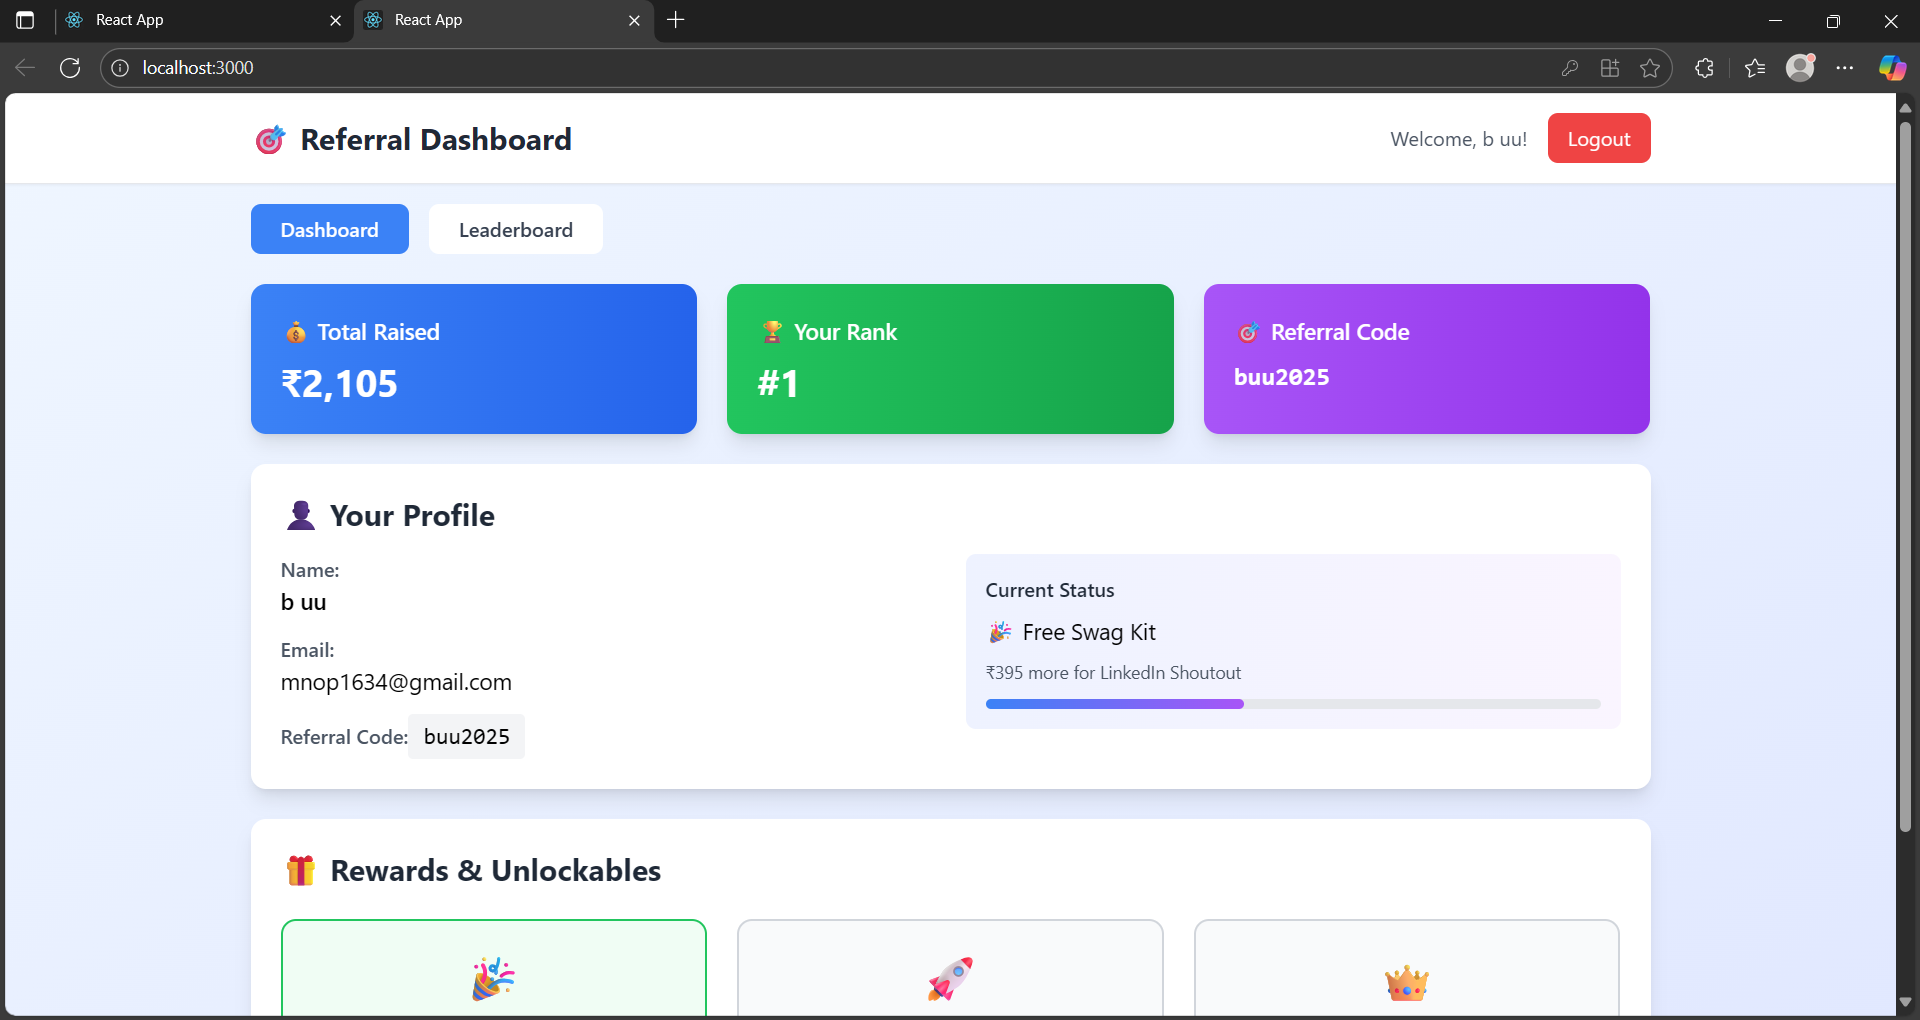 React App
React App
localhost:3000
Referral Dashboard
Welcome, b uu!
Logout
Dashboard
Leaderboard
Total Raised
₹2,105
Your Rank
#1
Referral Code
buu2025
Your Profile
Name:
b uu
Email:
mnop1634@gmail.com
Referral Code: buu2025
Current Status
Free Swag Kit
₹395 more for LinkedIn Shoutout
Rewards & Unlockables